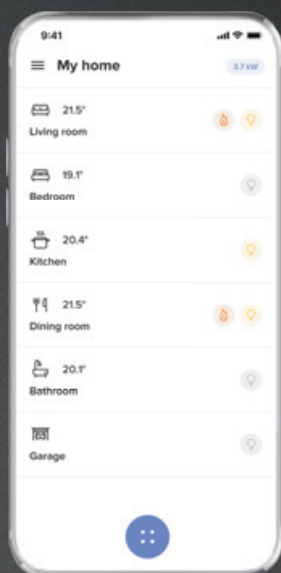 9:41
My home
3.7 kW
21.5°
Living room
19.1°
Bedroom
20.4°
Kitchen
21.5°
Dining room
20.1°
Bathroom
Garage